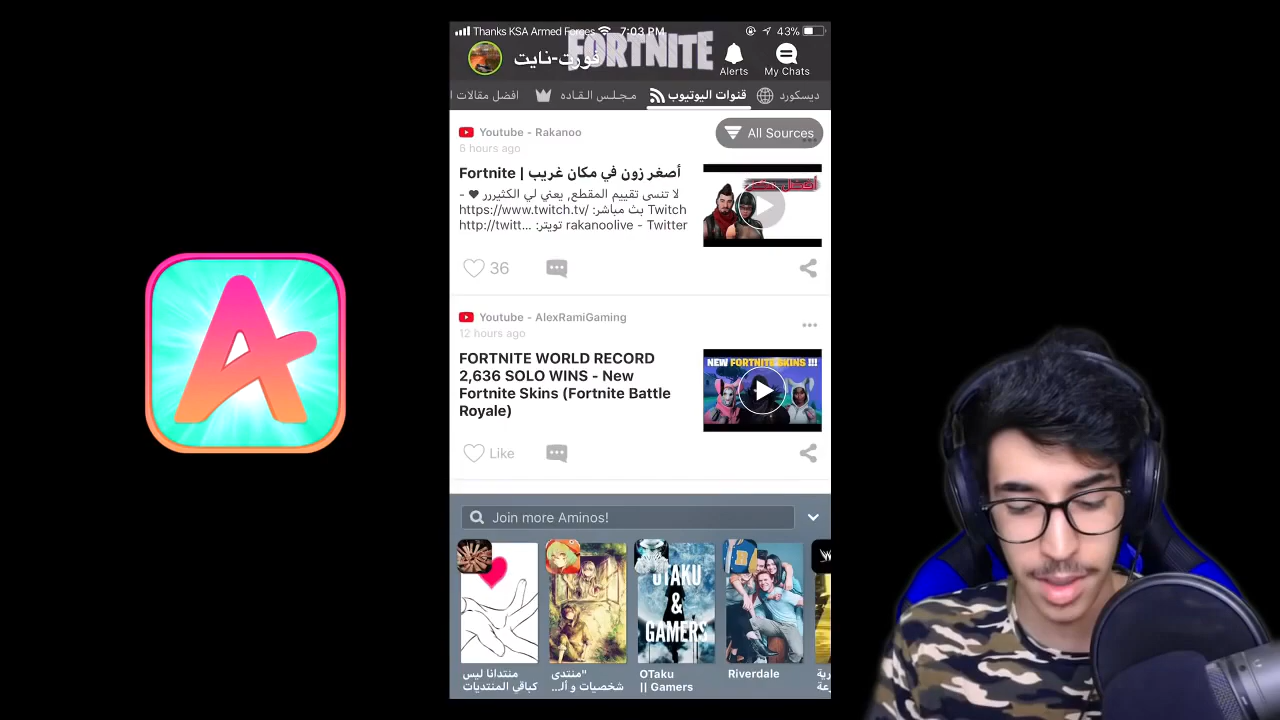 Thanks KSA Armed Forces 7:03 PM 43%
FORTNITE
فورت-نايت
Alerts
My Chats
ديسكورد
قنوات اليوتيوب
مجلس القاده
افضل مقالات ا
All Sources
Youtube - Rakanoo
6 hours ago
أصغر زون في مكان غريب | Fortnite
لا تنسى تقييم المقطع, يعني لي الكثيررر ♥ -
Twitch بث مباشر: https://www.twitch.tv/
rakanoolive - Twitter تويتر: http://twitt...
36
Youtube - AlexRamiGaming
12 hours ago
FORTNITE WORLD RECORD
2,636 SOLO WINS - New
Fortnite Skins (Fortnite Battle
Royale)
NEW FORTNITE SKINS !!!
Like
Join more Aminos!
OTAKU
&
GAMERS
منتدانا ليس
كباقي المنتديات
"منتدى
شخصيات و ألـ...
OTaku
|| Gamers
Riverdale
A